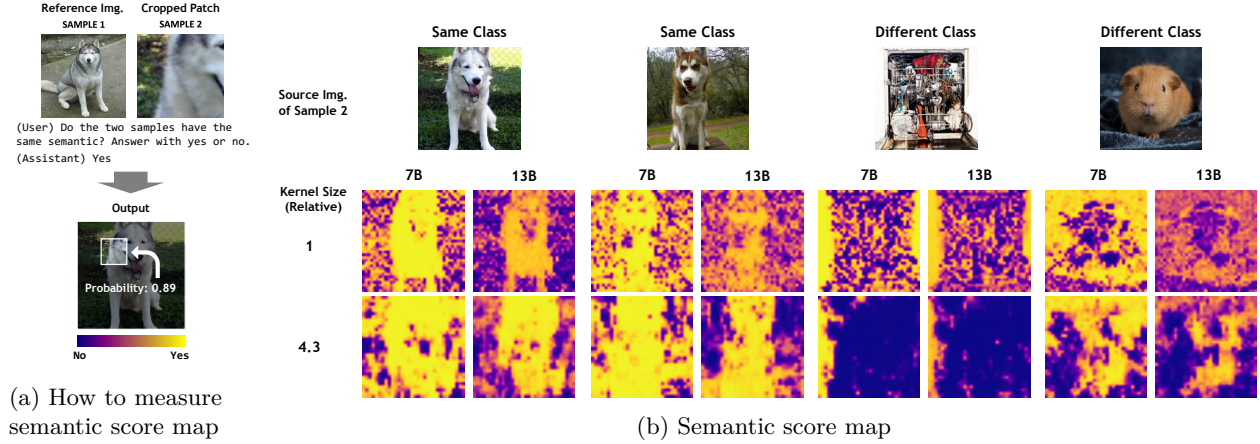 Reference Img.
SAMPLE 1
Cropped Patch
SAMPLE 2
(User) Do the two samples have the
same semantic? Answer with yes or no.
(Assistant) Yes
Output
Probability: 0.89
No
Yes
(a) How to measure
semantic score map
Same Class
Same Class
Different Class
Different Class
Source Img.
of Sample 2
Kernel Size
(Relative)
7B
13B
7B
13B
7B
13B
7B
13B
1
4.3
(b) Semantic score map